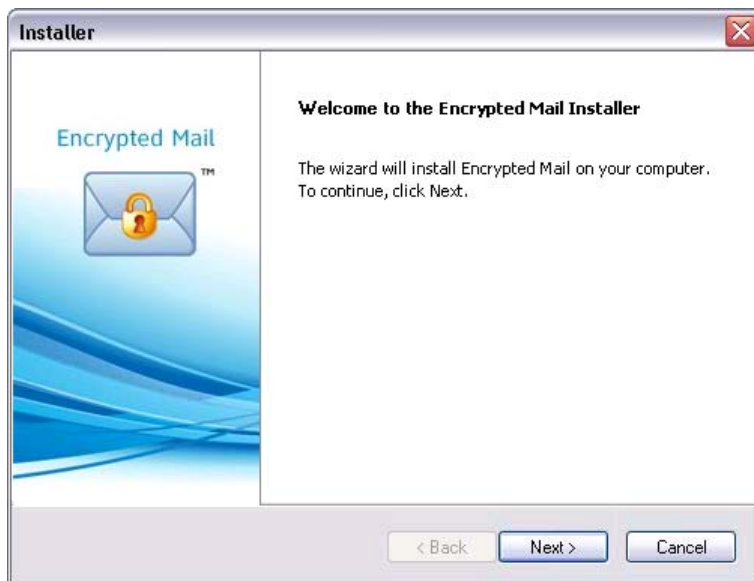 Installer
Encrypted Mail
™
Welcome to the Encrypted Mail Installer
The wizard will install Encrypted Mail on your computer.
To continue, click Next.
< Back
Next >
Cancel